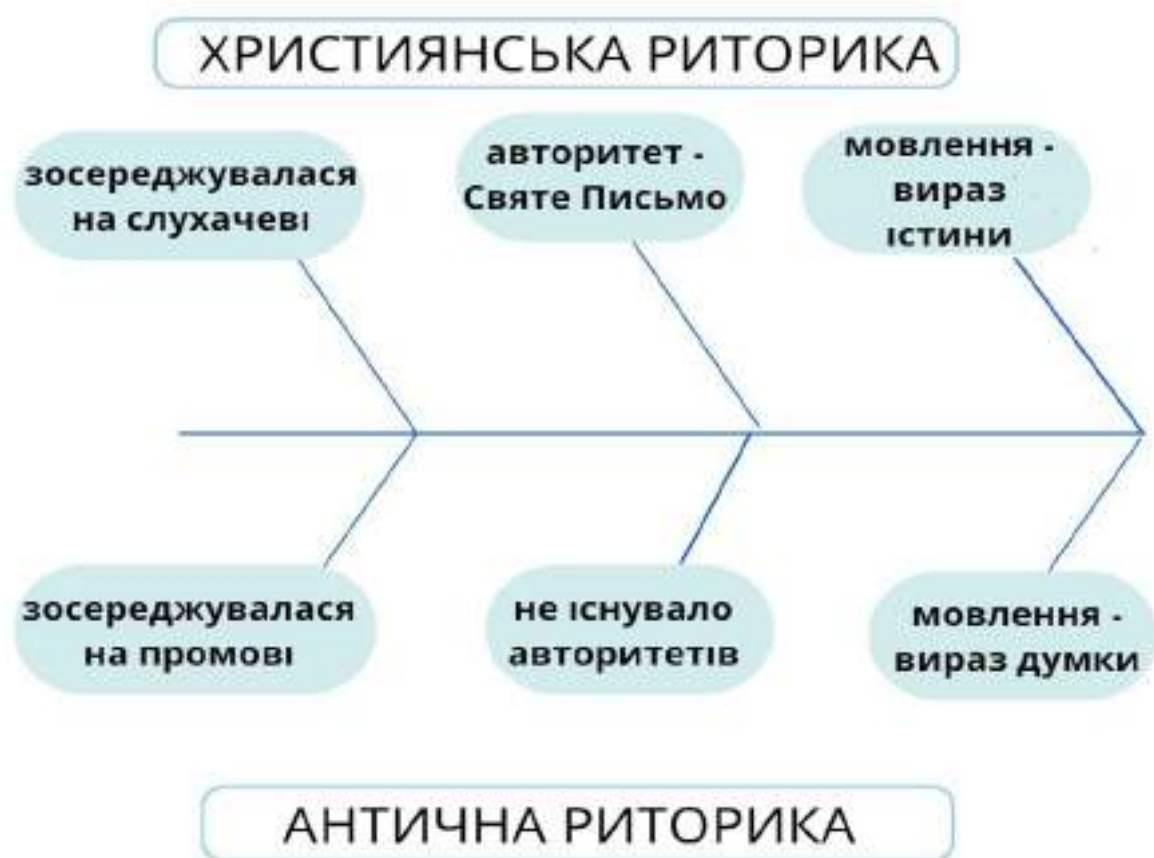 ХРИСТИЯНСЬКА РИТОРИКА
зосереджувалася
на слухачеві
авторитет -
Святе Письмо
мовлення -
вираз
істини
зосереджувалася
на промові
не існувало
авторитетів
мовлення -
вираз думки
АНТИЧНА РИТОРИКА